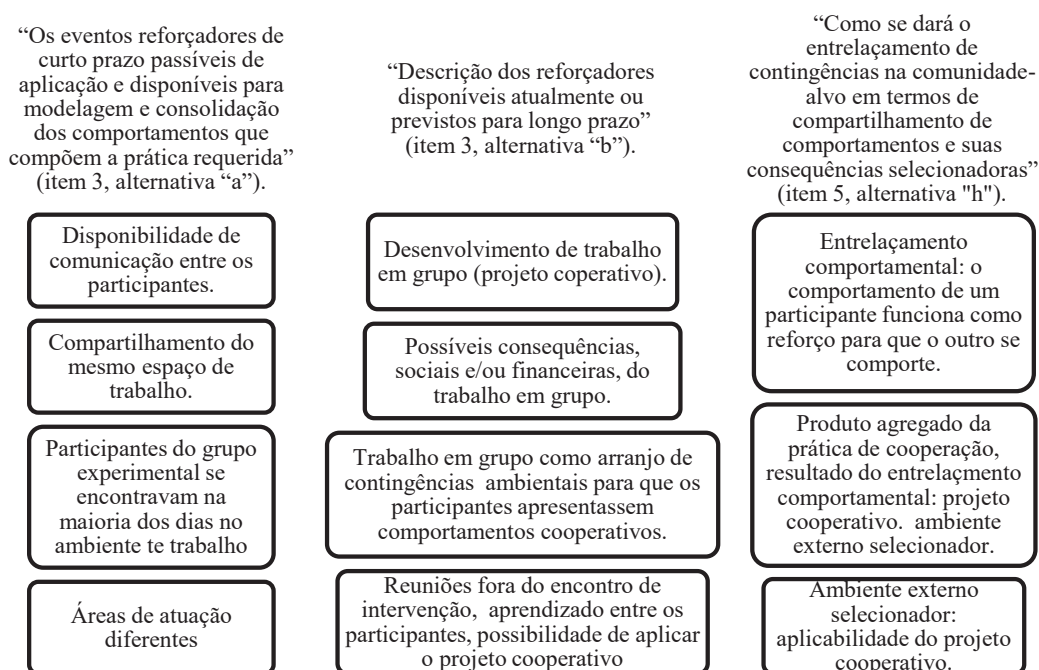 “Os eventos reforçadores de
curto prazo passíveis de
aplicação e disponíveis para
modelagem e consolidação
dos comportamentos que
compõem a prática requerida”
(item 3, alternativa “a”).
Disponibilidade de
comunicação entre os
participantes.
Compartilhamento do
mesmo espaço de
trabalho.
Participantes do grupo
experimental se
encontravam na
maioria dos dias no
ambiente te trabalho
Áreas de atuação
diferentes
“Descrição dos reforçadores
disponíveis atualmente ou
previstos para longo prazo”
(item 3, alternativa “b”).
Desenvolvimento de trabalho
em grupo (projeto coperativo).
Possíveis consequências,
sociais e/ou financeiras, do
trabalho em grupo.
Trabalho em grupo como arranjo de
contingências ambientais para que os
participantes apresentassem
comportamentos cooperativos.
Reuniões fora do encontro de
intervenção, aprendizado entre os
participantes, possibilidade de aplicar
o projeto cooperativo
“Como se dará o
entrelaçamento de
contingências na comunidade-
alvo em termos de
compartilhamento de
comportamentos e suas
consequências selecionadoras”
(item 5, alternativa "h").
Entrelaçamento
comportamental: o
comportamento de um
participante funciona como
reforço para que o outro se
comporte.
Produto agregado da
prática de cooperação,
resultado do entrelaçmento
comportamental: projeto
cooperativo. ambiente
externo selecionador.
Ambiente externo
selecionador:
aplicabilidade do projeto
cooperativo.